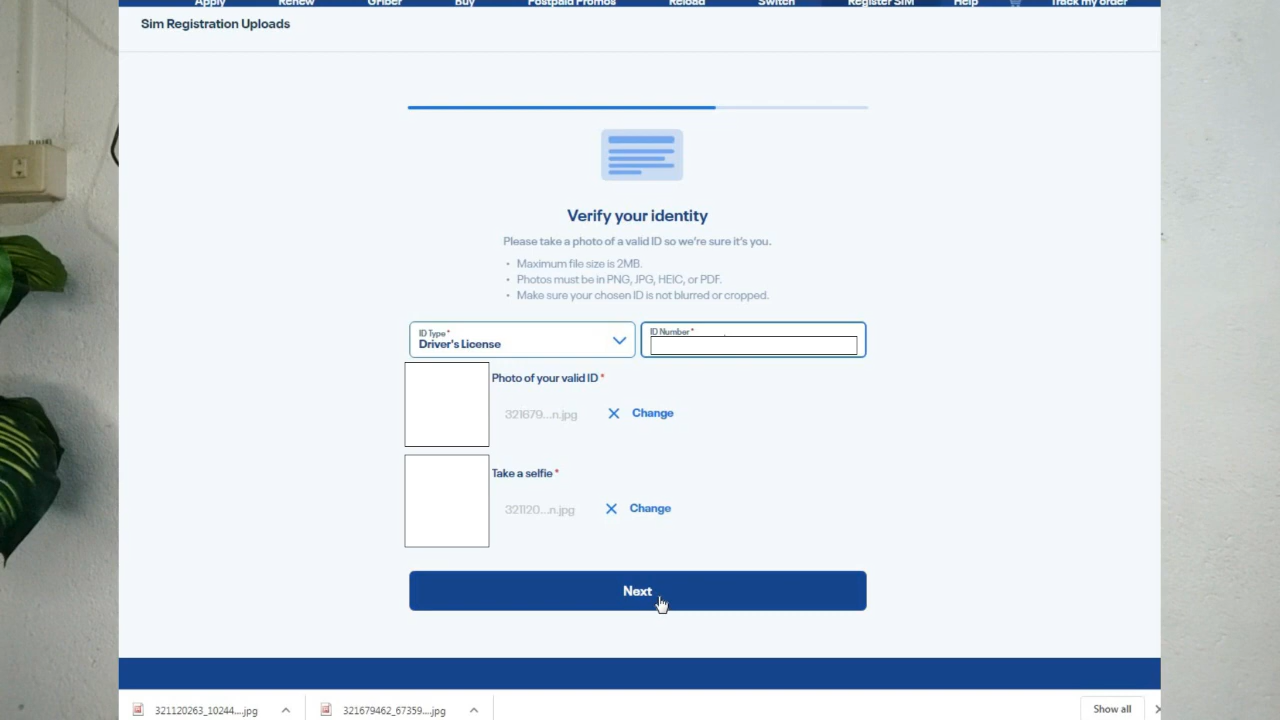 Apply Renew GFiber Buy Postpaid Promos Reload Switch Register SIM Help Track my order
Sim Registration Uploads
Verify your identity
Please take a photo of a valid ID so we're sure it's you.
• Maximum file size is 2MB.
• Photos must be in PNG, JPG, HEIC, or PDF.
• Make sure your chosen ID is not blurred or cropped.
ID Type* ID Number*
Driver's License
Photo of your valid ID *
321679...n.jpg Change
Take a selfie *
321120...n.jpg Change
Next
321120263_10244....jpg 321679462_67359....jpg Show all